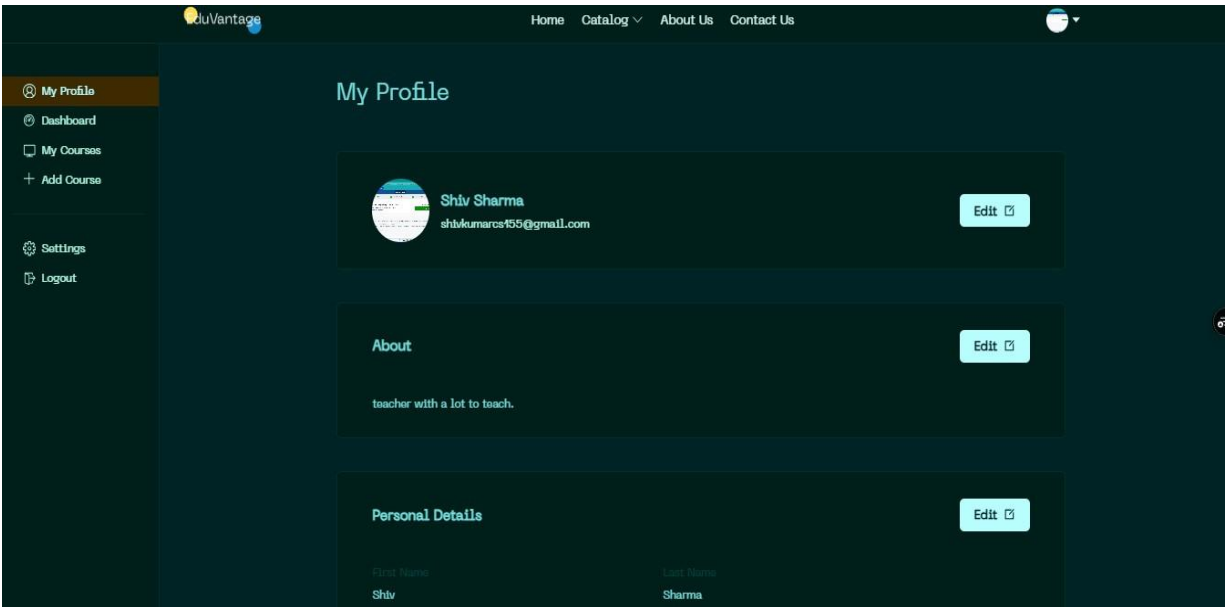 EduVantage
Home Catalog About Us Contact Us
My Profile
Dashboard
My Courses
Add Course
Settings
Logout
My Profile
Shiv Sharma
shivkumarcs155@gmail.com
Edit
About
Edit
teacher with a lot to teach.
Personal Details
Edit
First Name Last Name
Shiv Sharma